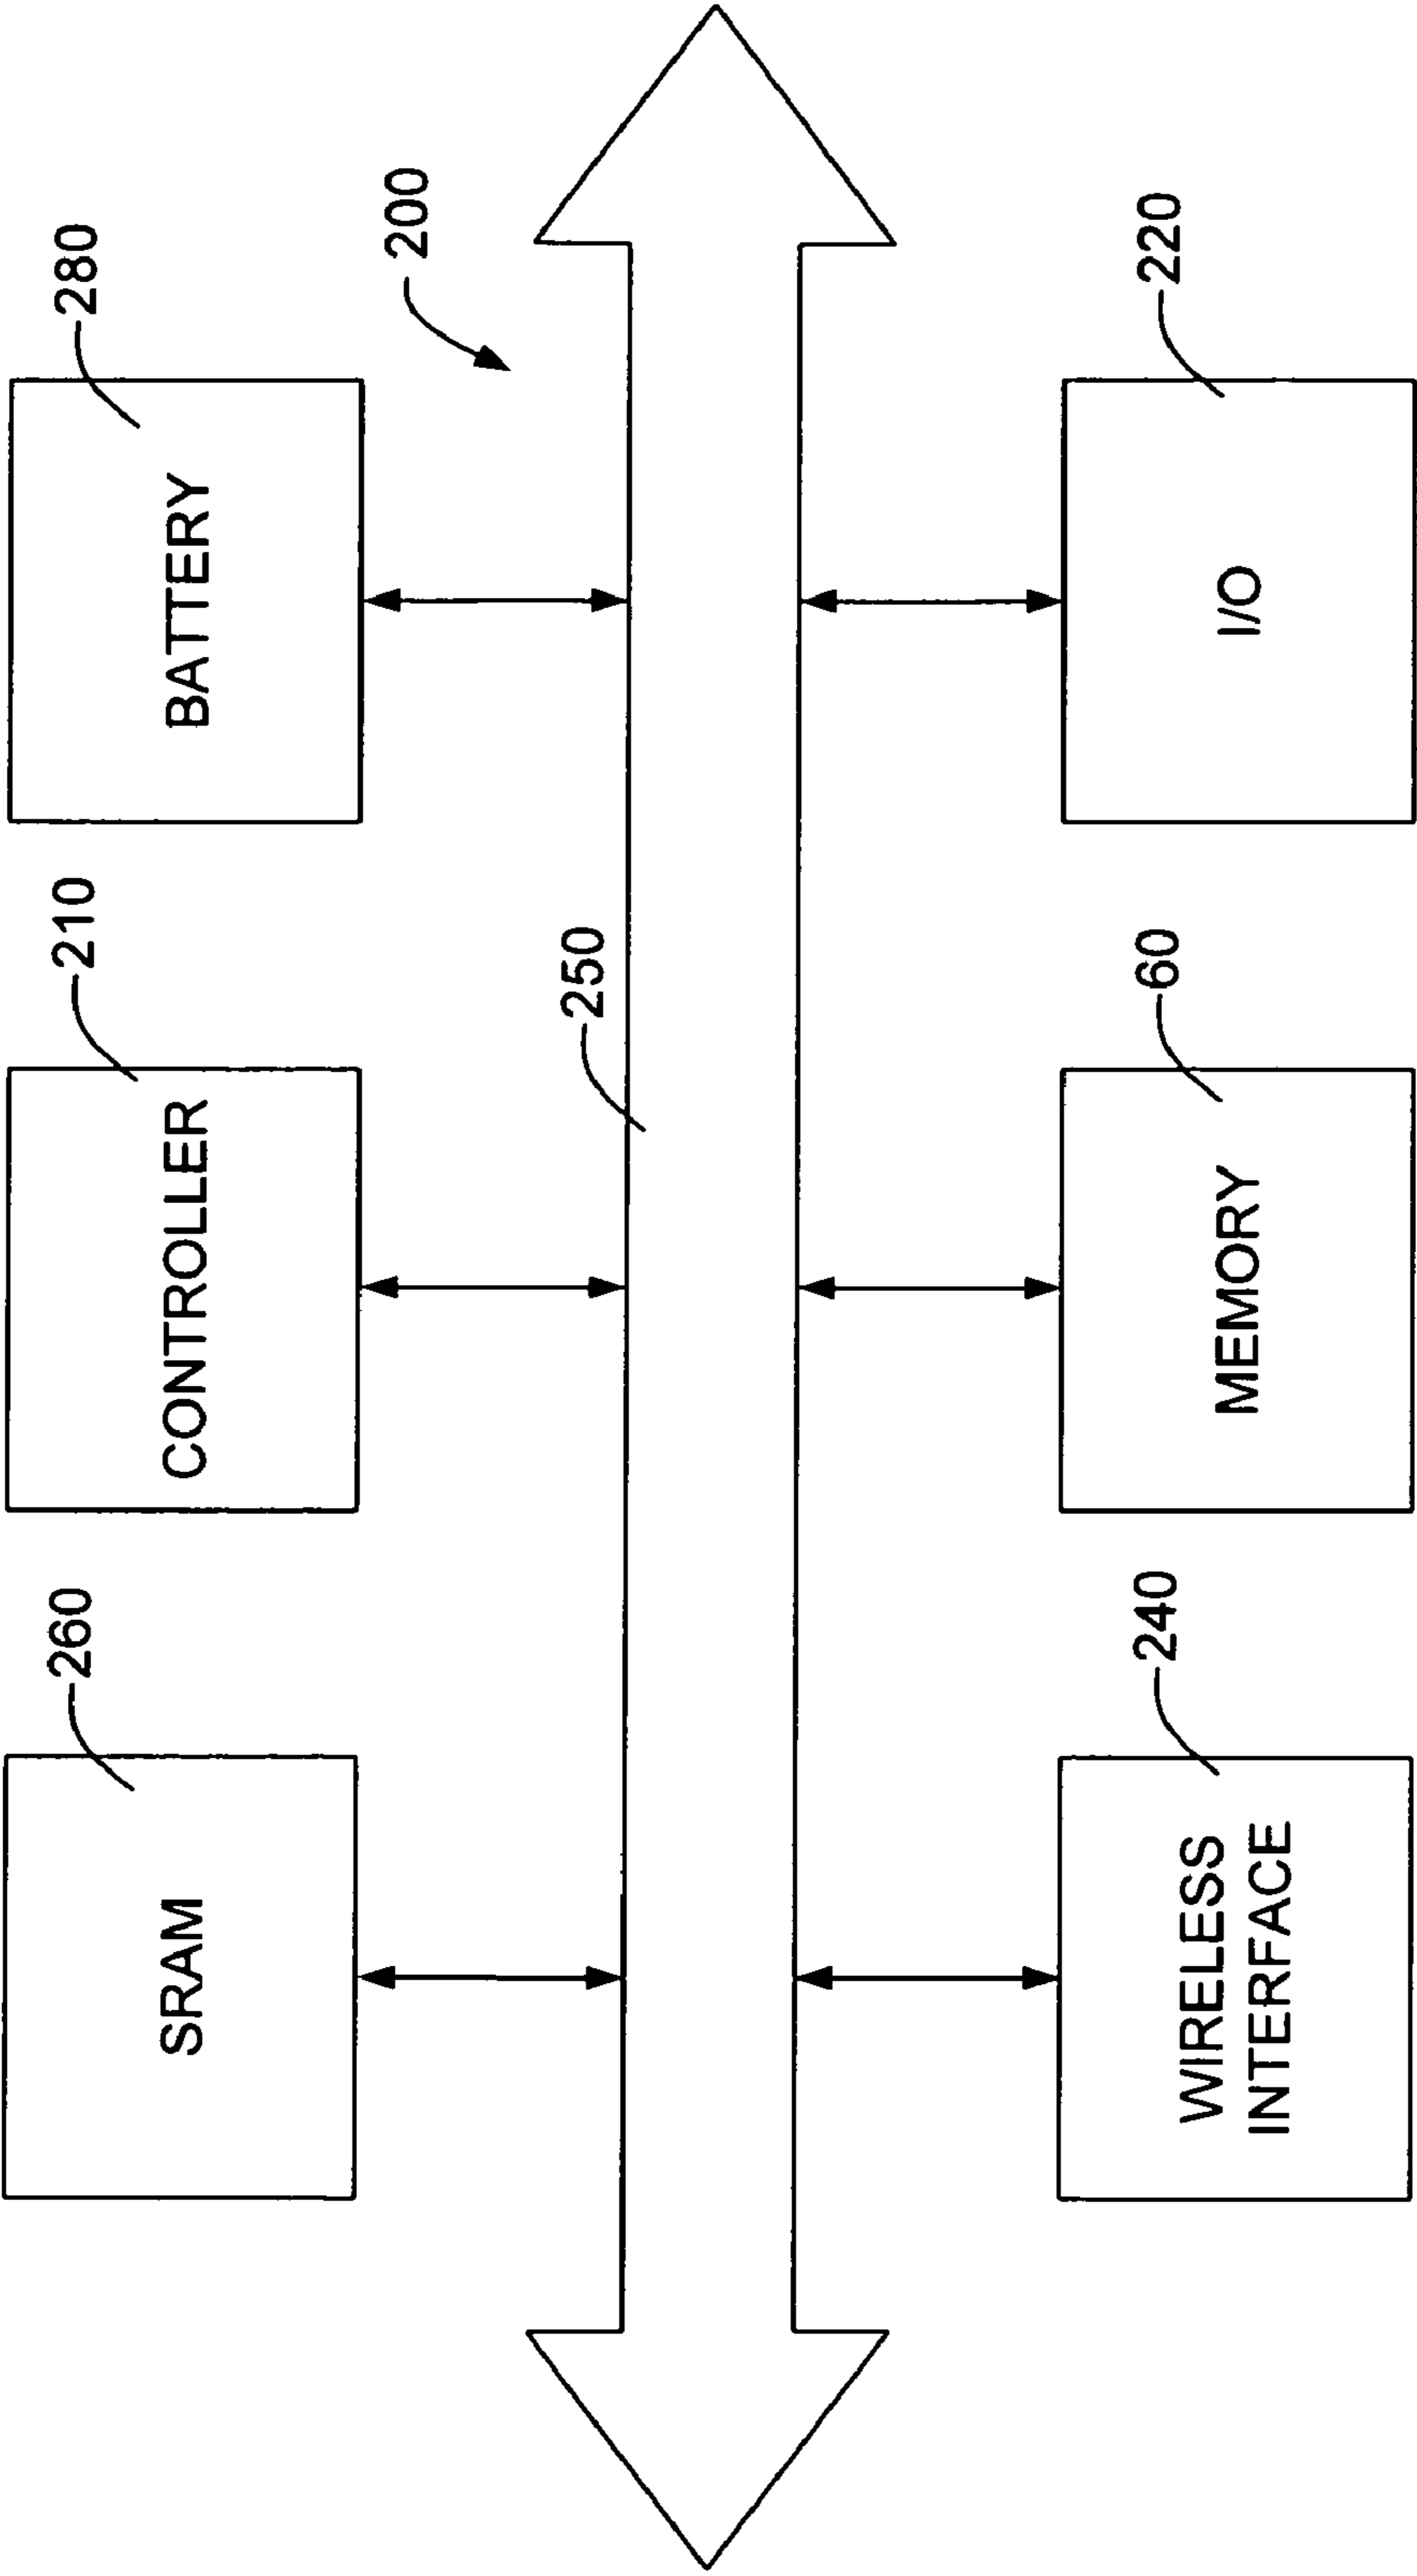 260
210
280
SRAM
CONTROLLER
BATTERY
200
250
240
60
220
WIRELESS
INTERFACE
MEMORY
I/O